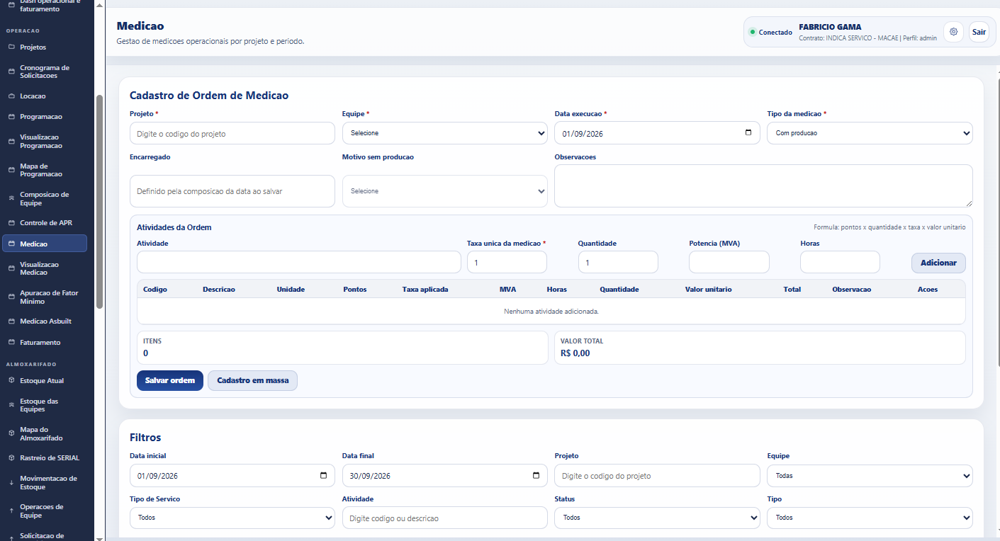 Dash operacional e
faturamento
OPERACAO
Projetos
Cronograma de
Solicitacoes
Locacao
Programacao
Visualizacao
Programacao
Mapa de
Programacao
Composicao de
Equipe
Controle de APR
Medicao
Visualizacao
Medicao
Apuracao de Fator
Minimo
Medicao Asbuilt
Faturamento
ALMOXARIFADO
Estoque Atual
Estoque das
Equipes
Mapa do
Almoxarifado
Rastreio de SERIAL
Movimentacao de
Estoque
Operacoes de
Equipe
Solicitacao de
Medicao
Gestao de medicoes operacionais por projeto e periodo.
Conectado
FABRICIO GAMA
Contrato: INDICA SERVICO - MACAE | Perfil: admin
Sair
Cadastro de Ordem de Medicao
Projeto * Equipe * Data execucao * Tipo da medicao *
Digite o codigo do projeto Selecione 01/09/2026 Com producao
Encarregado Motivo sem producao Observacoes
Definido pela composicao da data ao salvar Selecione
Atividades da Ordem Formula: pontos x quantidade x taxa x valor unitario
Atividade Taxa unica da medicao * Quantidade Potencia (MVA) Horas
1 1 Adicionar
Codigo Descricao Unidade Pontos Taxa aplicada MVA Horas Quantidade Valor unitario Total Observacao Acoes
Nenhuma atividade adicionada.
ITENS VALOR TOTAL
0 R$ 0,00
Salvar ordem Cadastro em massa
Filtros
Data inicial Data final Projeto Equipe
01/09/2026 30/09/2026 Digite o codigo do projeto Todas
Tipo de Servico Atividade Status Tipo
Todos Digite codigo ou descricao Todos Todos